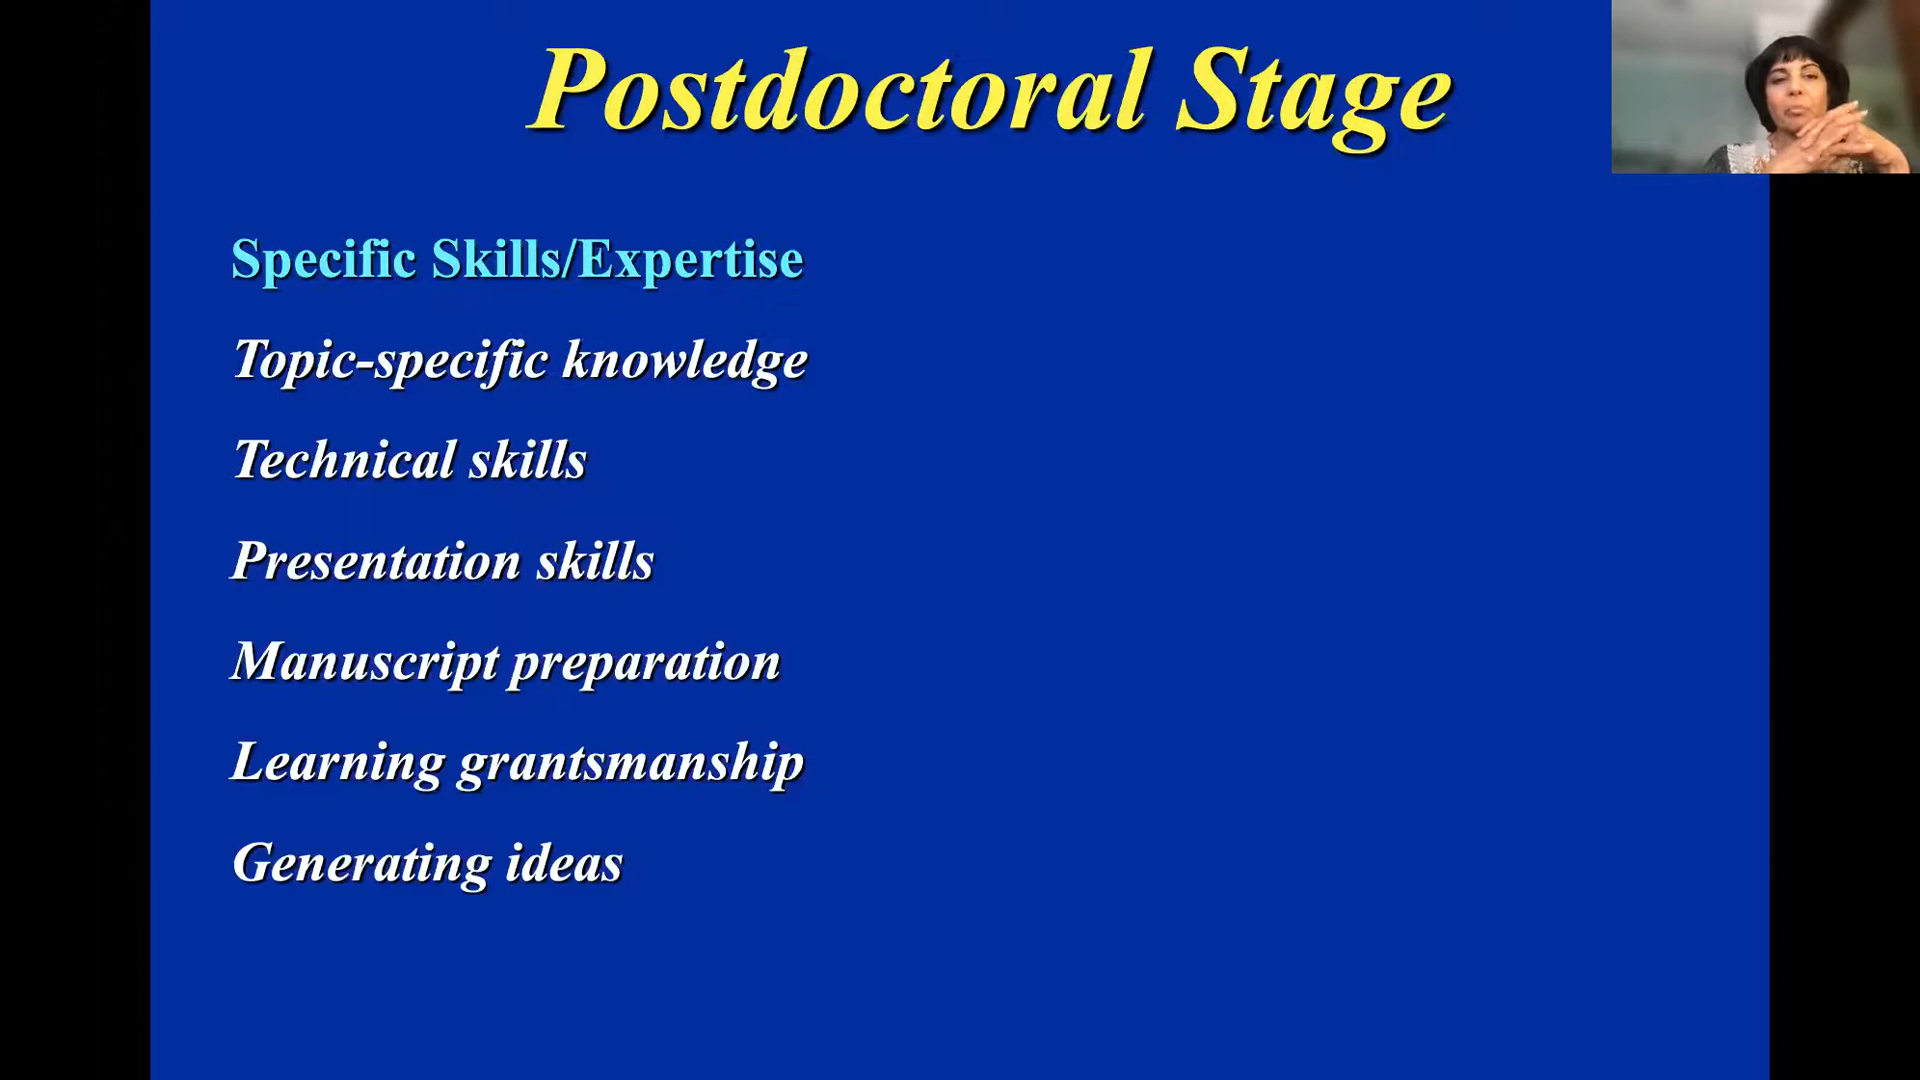 Postdoctoral Stage
Specific Skills/Expertise
Topic-specific knowledge
Technical skills
Presentation skills
Manuscript preparation
Learning grantsmanship
Generating ideas